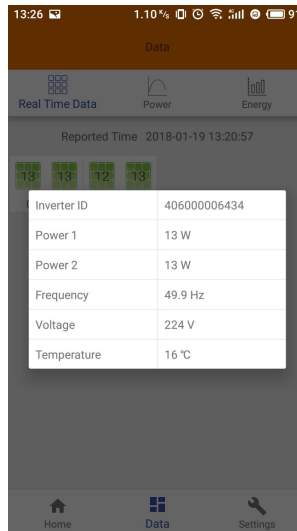 13:26 1.10 K/s 9
Data
Real Time Data Power Energy
Reported Time 2018-01-19 13:20:57
13 13 12 13
Inverter ID 406000006434
Power 1 13 W
Power 2 13 W
Frequency 49.9 Hz
Voltage 224 V
Temperature 16 ℃
Home Data Settings